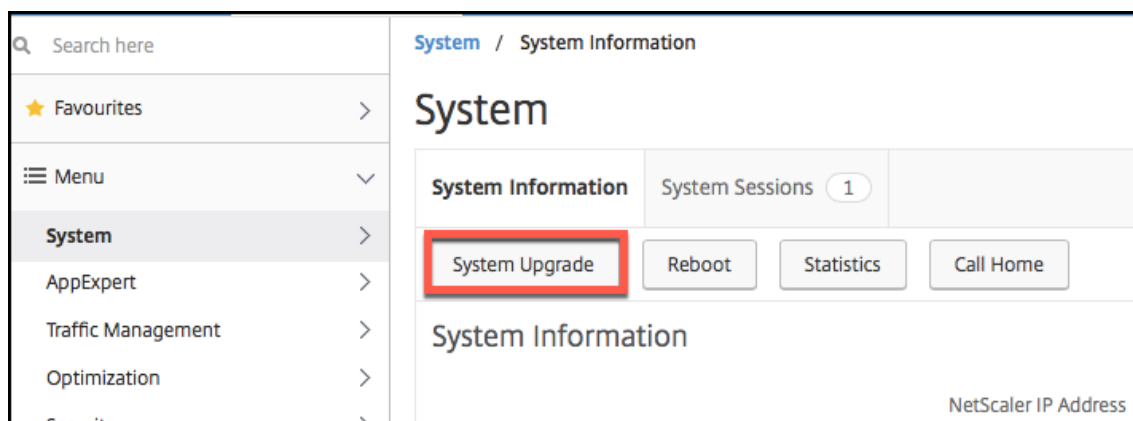 Search here
Favourites
Menu
System
AppExpert
Traffic Management
Optimization
System / System Information
System
System Information
System Sessions 1
System Upgrade
Reboot
Statistics
Call Home
System Information
NetScaler IP Address